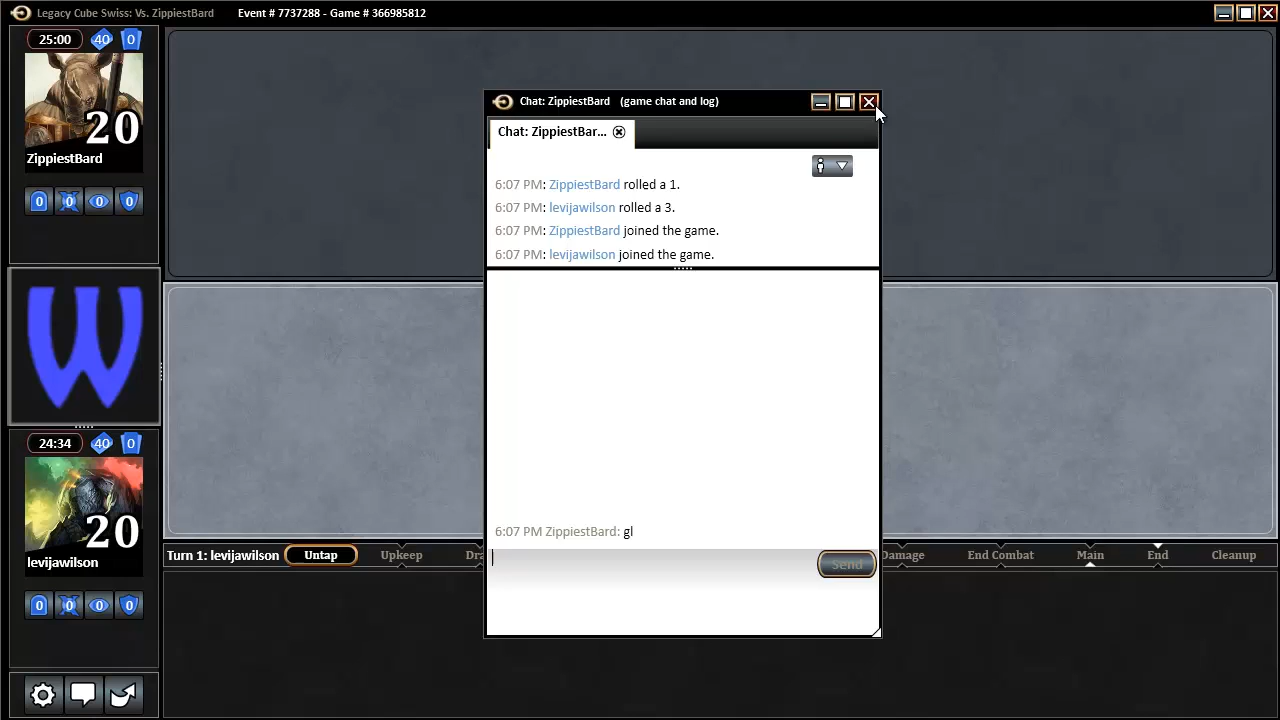 Legacy Cube Swiss: Vs. ZippiestBard Event # 7737288 - Game # 366985812
25:00 40 0
20
ZippiestBard
0 0 0 0
W
24:34 40 0
20
levijawilson
0 0 0 0
Chat: ZippiestBard (game chat and log)
Chat: ZippiestBar...
6:07 PM: ZippiestBard rolled a 1.
6:07 PM: levijawilson rolled a 3.
6:07 PM: ZippiestBard joined the game.
6:07 PM: levijawilson joined the game.
6:07 PM ZippiestBard: gl
Send
Turn 1: levijawilson Untap Upkeep Dra Damage End Combat Main End Cleanup